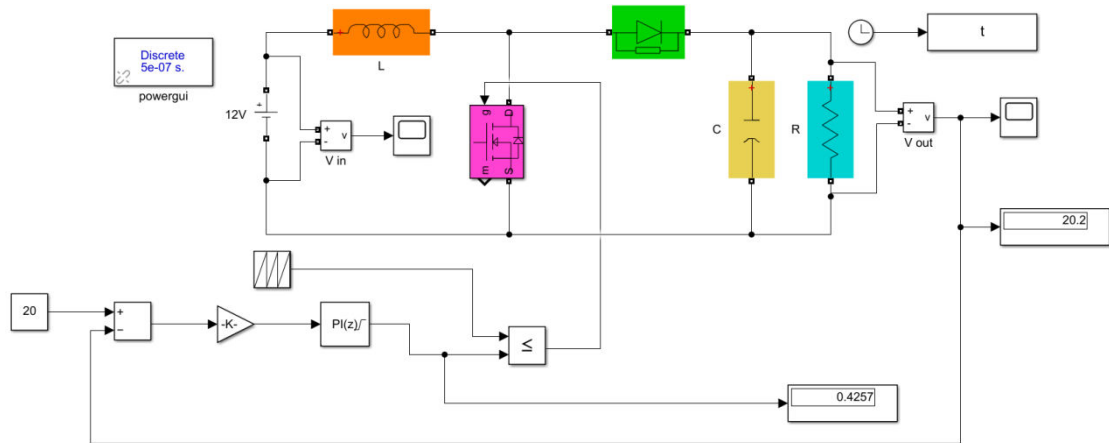 Discrete
5e-07 s.
powergui
12V
+
+
-
v
V in
+
L
g
D
m
S
+
C
+
R
t
+
-
v
V out
20.2
20
+
−
-K-
PI(z)
≤
0.4257